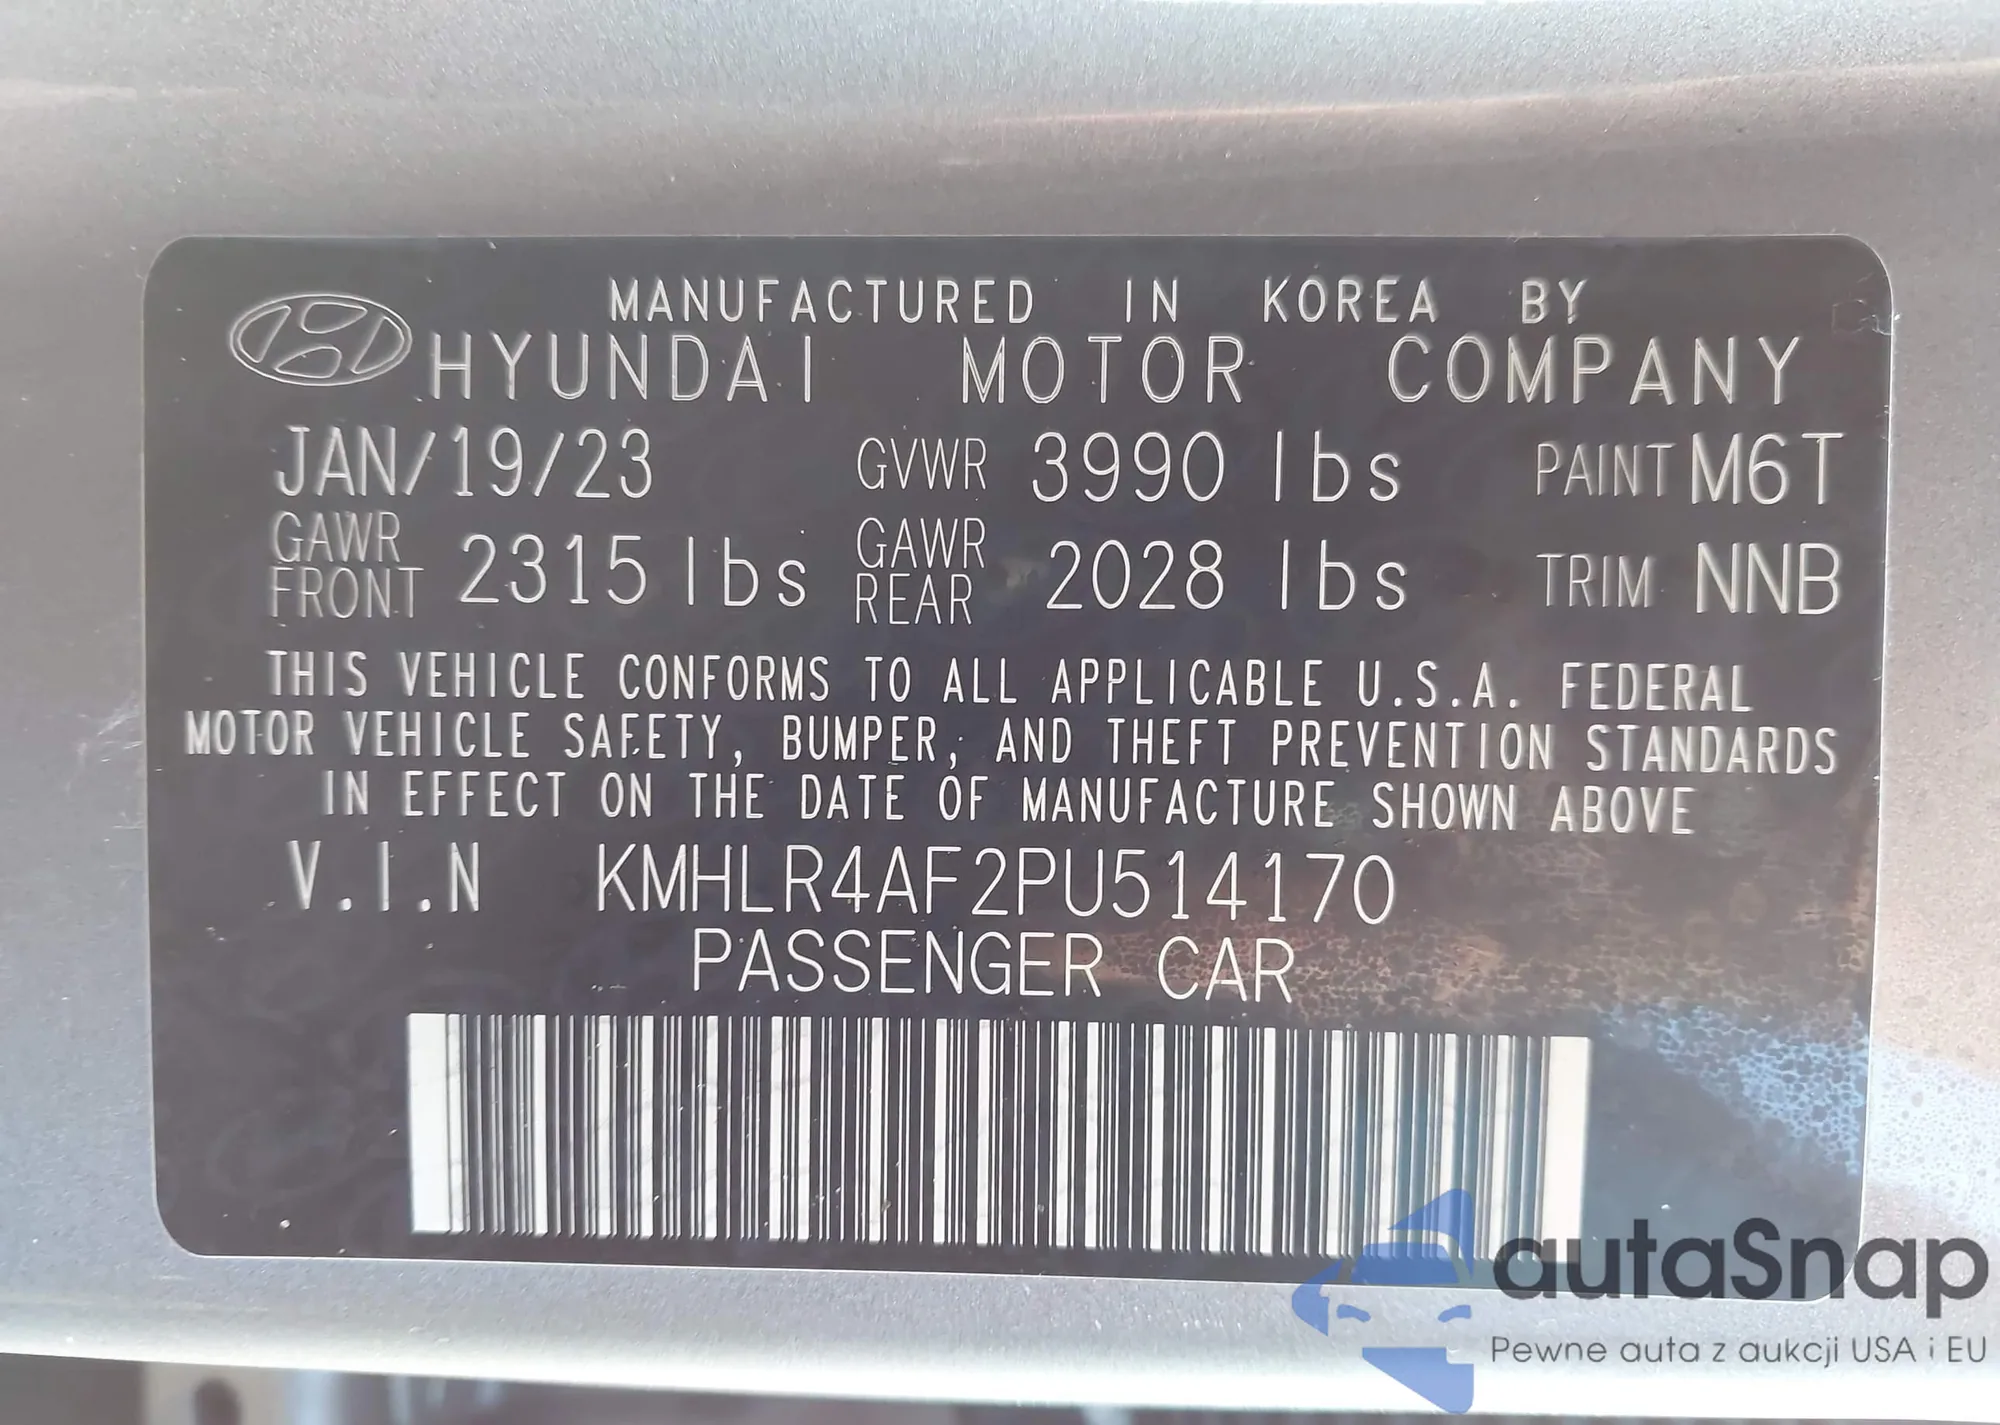 MANUFACTURED IN KOREA BY
HYUNDAI MOTOR COMPANY
JAN/19/23 GVWR 3990 lbs PAINT M6T
GAWR FRONT 2315 lbs GAWR REAR 2028 lbs TRIM NNB
THIS VEHICLE CONFORMS TO ALL APPLICABLE U.S.A. FEDERAL
MOTOR VEHICLE SAFETY, BUMPER, AND THEFT PREVENTION STANDARDS
IN EFFECT ON THE DATE OF MANUFACTURE SHOWN ABOVE
V.I.N KMHLR4AF2PU514170
PASSENGER CAR
autaSnap
Pewne auta z aukcji USA i EU